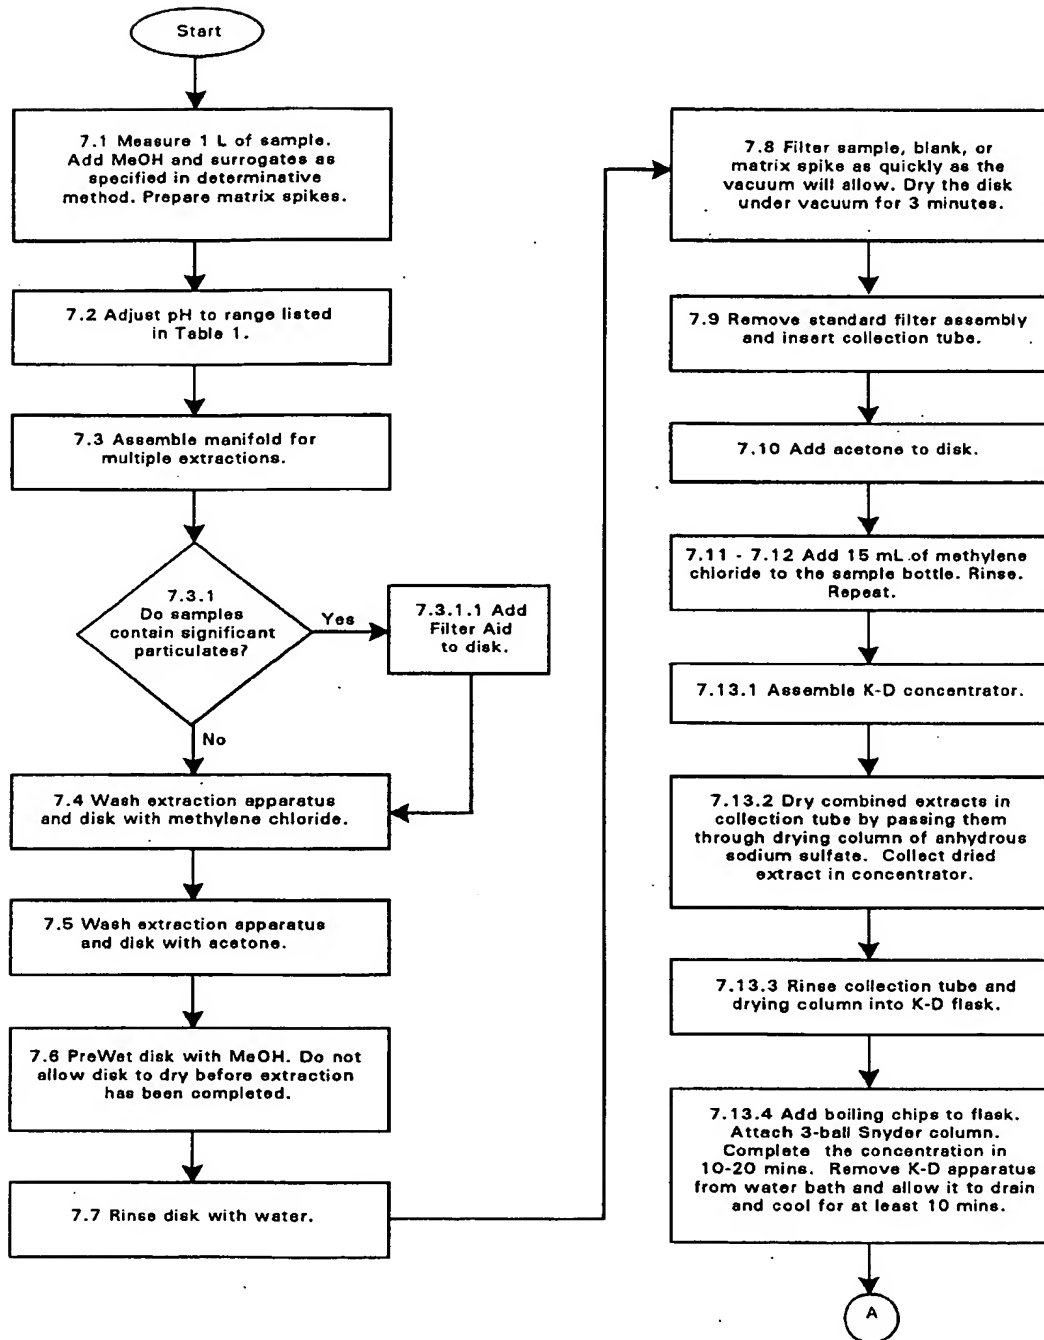 Start
7.1 Measure 1 L of sample.
Add MeOH and surrogates as
specified in determinative
method. Prepare matrix spikes.
7.2 Adjust pH to range listed
in Table 1.
7.3 Assemble manifold for
multiple extractions.
7.3.1
Do samples
contain significant
particulates?
Yes
7.3.1.1 Add
Filter Aid
to disk.
No
7.4 Wash extraction apparatus
and disk with methylene chloride.
7.5 Wash extraction apparatus
and disk with acetone.
7.6 PreWet disk with MeOH. Do not
allow disk to dry before extraction
has been completed.
7.7 Rinse disk with water.
7.8 Filter sample, blank, or
matrix spike as quickly as the
vacuum will allow. Dry the disk
under vacuum for 3 minutes.
7.9 Remove standard filter assembly
and insert collection tube.
7.10 Add acetone to disk.
7.11 - 7.12 Add 15 mL of methylene
chloride to the sample bottle. Rinse.
Repeat.
7.13.1 Assemble K-D concentrator.
7.13.2 Dry combined extracts in
collection tube by passing them
through drying column of anhydrous
sodium sulfate. Collect dried
extract in concentrator.
7.13.3 Rinse collection tube and
drying column into K-D flask.
7.13.4 Add boiling chips to flask.
Attach 3-ball Snyder column.
Complete the concentration in
10-20 mins. Remove K-D apparatus
from water bath and allow it to drain
and cool for at least 10 mins.
A